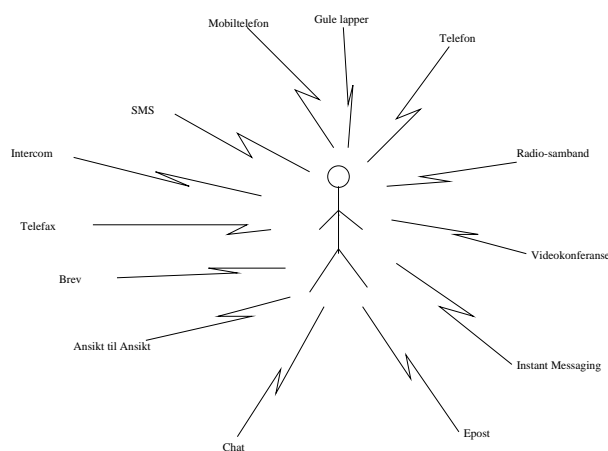 Gule lapper
Mobiltelefon
Telefon
SMS
Intercom
Radio-samband
Telefax
Videokonferanse
Brev
Ansikt til Ansikt
Instant Messaging
Epost
Chat